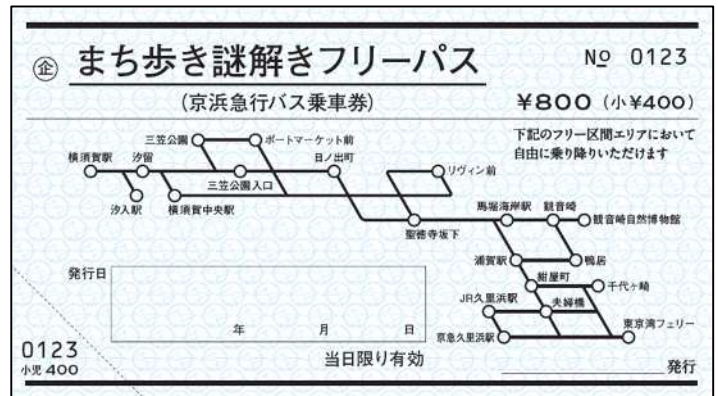 企 まち歩き謎解きフリーパス
No 0123
(京浜急行バス乗車券)
¥800 (小¥400)
下記のフリー区間エリアにおいて
自由に乗り降りいただけます
三笠公園
ポートマーケット前
横須賀駅
汐留
日ノ出町
リヴィン前
三笠公園入口
汐入駅
横須賀中央駅
馬堀海岸駅
観音崎
観音崎自然博物館
聖徳寺坂下
浦賀駅
鴨居
紺屋町
千代ヶ崎
JR久里浜駅
夫婦橋
京急久里浜駅
東京湾フェリー
発行日
年 月 日
0123
小児 400
当日限り有効
発行